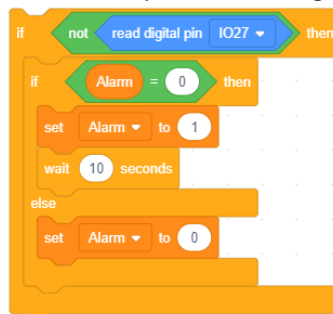 if not read digital pin IO27 then
if Alarm = 0 then
set Alarm to 1
wait 10 seconds
else
set Alarm to 0